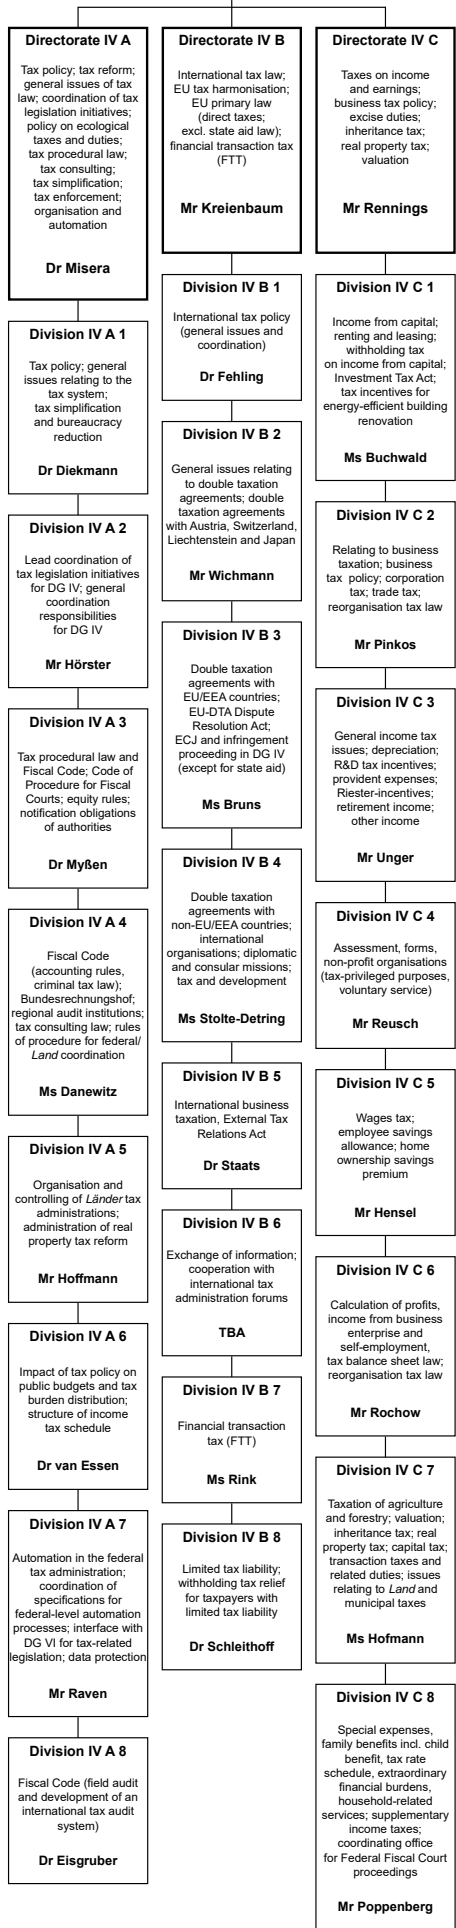 Directorate IV A
Tax policy; tax reform;
general issues of tax
law; coordination of tax
legislation initiatives;
policy on ecological
taxes and duties;
tax procedural law;
tax consulting;
tax simplification;
tax enforcement;
organisation and
automation
Dr Misera
Division IV A 1
Tax policy; general
issues relating to the
tax system;
tax simplification
and bureaucracy
reduction
Dr Diekmann
Division IV A 2
Lead coordination of
tax legislation initiatives
for DG IV; general
coordination
responsibilities
for DG IV
Mr Hörster
Division IV A 3
Tax procedural law and
Fiscal Code; Code of
Procedure for Fiscal
Courts; equity rules;
notification obligations
of authorities
Dr Myßen
Division IV A 4
Fiscal Code
(accounting rules,
criminal tax law);
Bundesrechnungshof;
regional audit institutions;
tax consulting law; rules
of procedure for federal/
Land coordination
Ms Danewitz
Division IV A 5
Organisation and
controlling of Länder tax
administrations;
administration of real
property tax reform
Mr Hoffmann
Division IV A 6
Impact of tax policy on
public budgets and tax
burden distribution;
structure of income
tax schedule
Dr van Essen
Division IV A 7
Automation in the federal
tax administration;
coordination of
specifications for
federal-level automation
processes; interface with
DG VI for tax-related
legislation; data protection
Mr Raven
Division IV A 8
Fiscal Code (field audit
and development of an
international tax audit
system)
Dr Eisgruber
Directorate IV B
International tax law;
EU tax harmonisation;
EU primary law
(direct taxes;
excl. state aid law);
financial transaction tax
(FTT)
Mr Kreienbaum
Division IV B 1
International tax policy
(general issues and
coordination)
Dr Fehling
Division IV B 2
General issues relating
to double taxation
agreements; double
taxation agreements
with Austria, Switzerland,
Liechtenstein and Japan
Mr Wichmann
Division IV B 3
Double taxation
agreements with
EU/EEA countries;
EU-DTA Dispute
Resolution Act;
ECJ and infringement
proceeding in DG IV
(except for state aid)
Ms Bruns
Division IV B 4
Double taxation
agreements with
non-EU/EEA countries;
international
organisations; diplomatic
and consular missions;
tax and development
Ms Stolte-Detring
Division IV B 5
International business
taxation, External Tax
Relations Act
Dr Staats
Division IV B 6
Exchange of information;
cooperation with
international tax
administration forums
TBA
Division IV B 7
Financial transaction
tax (FTT)
Ms Rink
Division IV B 8
Limited tax liability;
withholding tax relief
for taxpayers with
limited tax liability
Dr Schleithoff
Directorate IV C
Taxes on income
and earnings;
business tax policy;
excise duties;
inheritance tax;
real property tax;
valuation
Mr Rennings
Division IV C 1
Income from capital;
renting and leasing;
withholding tax
on income from capital;
Investment Tax Act;
tax incentives for
energy-efficient building
renovation
Ms Buchwald
Division IV C 2
Relating to business
taxation; business
tax policy; corporation
tax; trade tax;
reorganisation tax law
Mr Pinkos
Division IV C 3
General income tax
issues; depreciation;
R&D tax incentives;
provident expenses;
Riester-incentives;
retirement income;
other income
Mr Unger
Division IV C 4
Assessment, forms,
non-profit organisations
(tax-privileged purposes,
voluntary service)
Mr Reusch
Division IV C 5
Wages tax;
employee savings
allowance; home
ownership savings
premium
Mr Hensel
Division IV C 6
Calculation of profits,
income from business
enterprise and
self-employment,
tax balance sheet law;
reorganisation tax law
Mr Rochow
Division IV C 7
Taxation of agriculture
and forestry; valuation;
inheritance tax; real
property tax; capital tax;
transaction taxes and
related duties; issues
relating to Land and
municipal taxes
Ms Hofmann
Division IV C 8
Special expenses,
family benefits incl. child
benefit, tax rate
schedule, extraordinary
financial burdens,
household-related
services; supplementary
income taxes;
coordinating office
for Federal Fiscal Court
proceedings
Mr Poppenberg